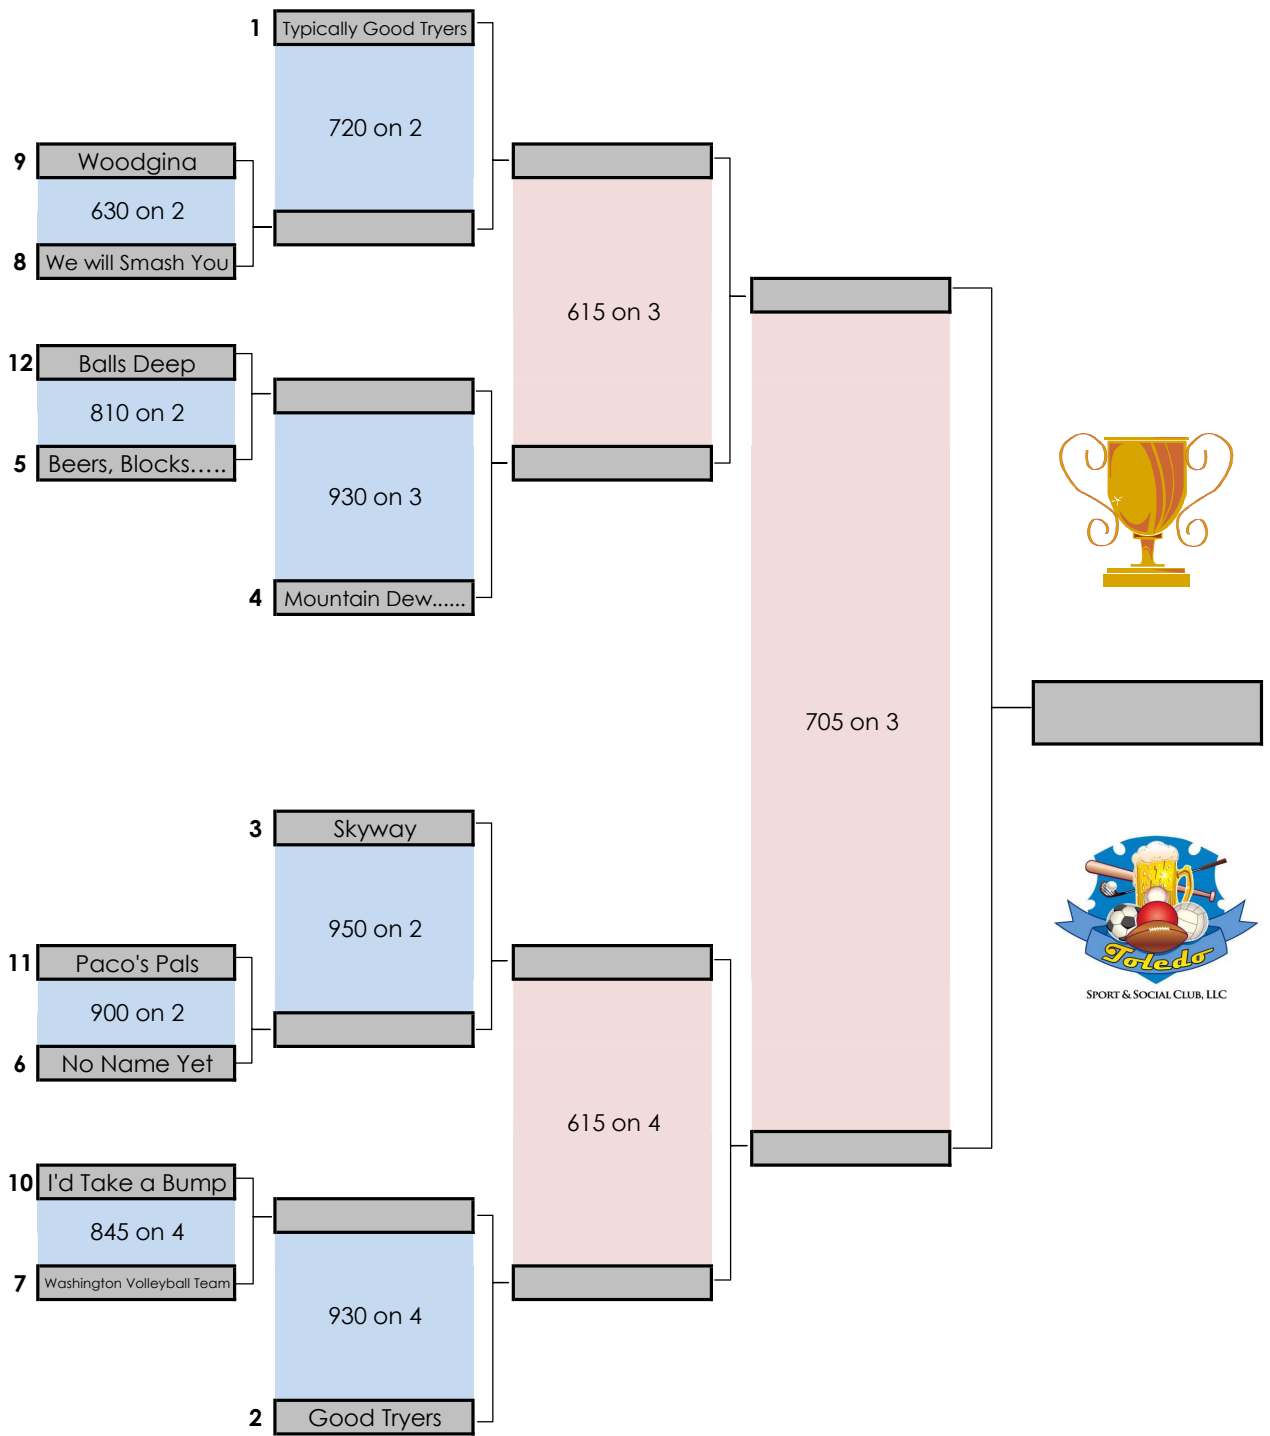 1 Typically Good Tryers
720 on 2
9 Woodgina
630 on 2
8 We will Smash You
615 on 3
12 Balls Deep
810 on 2
5 Beers, Blocks.....
930 on 3
4 Mountain Dew......
705 on 3
3 Skyway
950 on 2
11 Paco's Pals
900 on 2
6 No Name Yet
615 on 4
10 I'd Take a Bump
845 on 4
7 Washington Volleyball Team
930 on 4
2 Good Tryers
Toledo
SPORT & SOCIAL CLUB, LLC